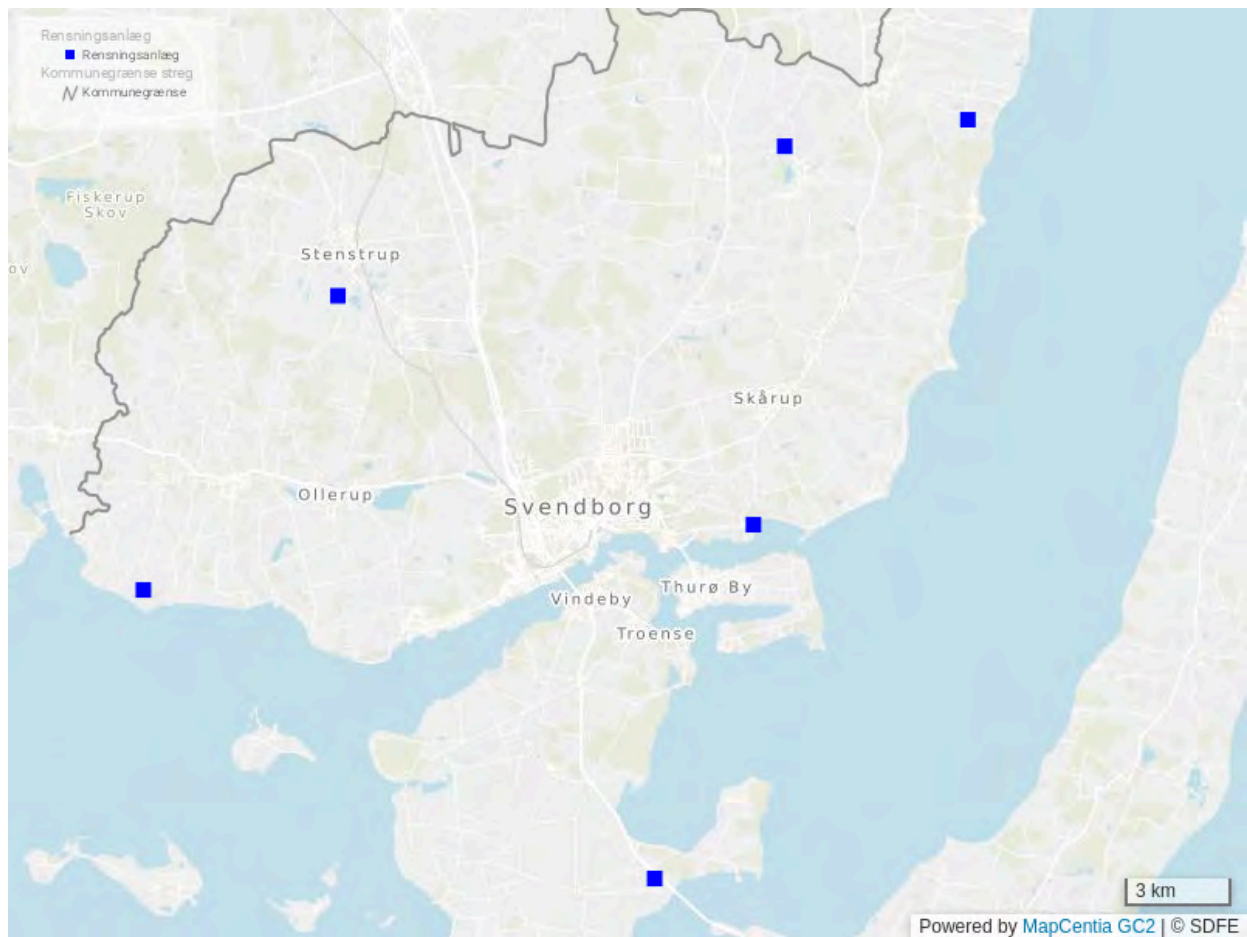 Rensningsanlæg
Rensningsanlæg
Kommunegrænse streg
Kommunegrænse
Fiskerup
Skov
ov
Stenstrup
Skårup
Ollerup
Svendborg
Vindeby
Thurø By
Troense
3 km
Powered by MapCentia GC2 | © SDFE